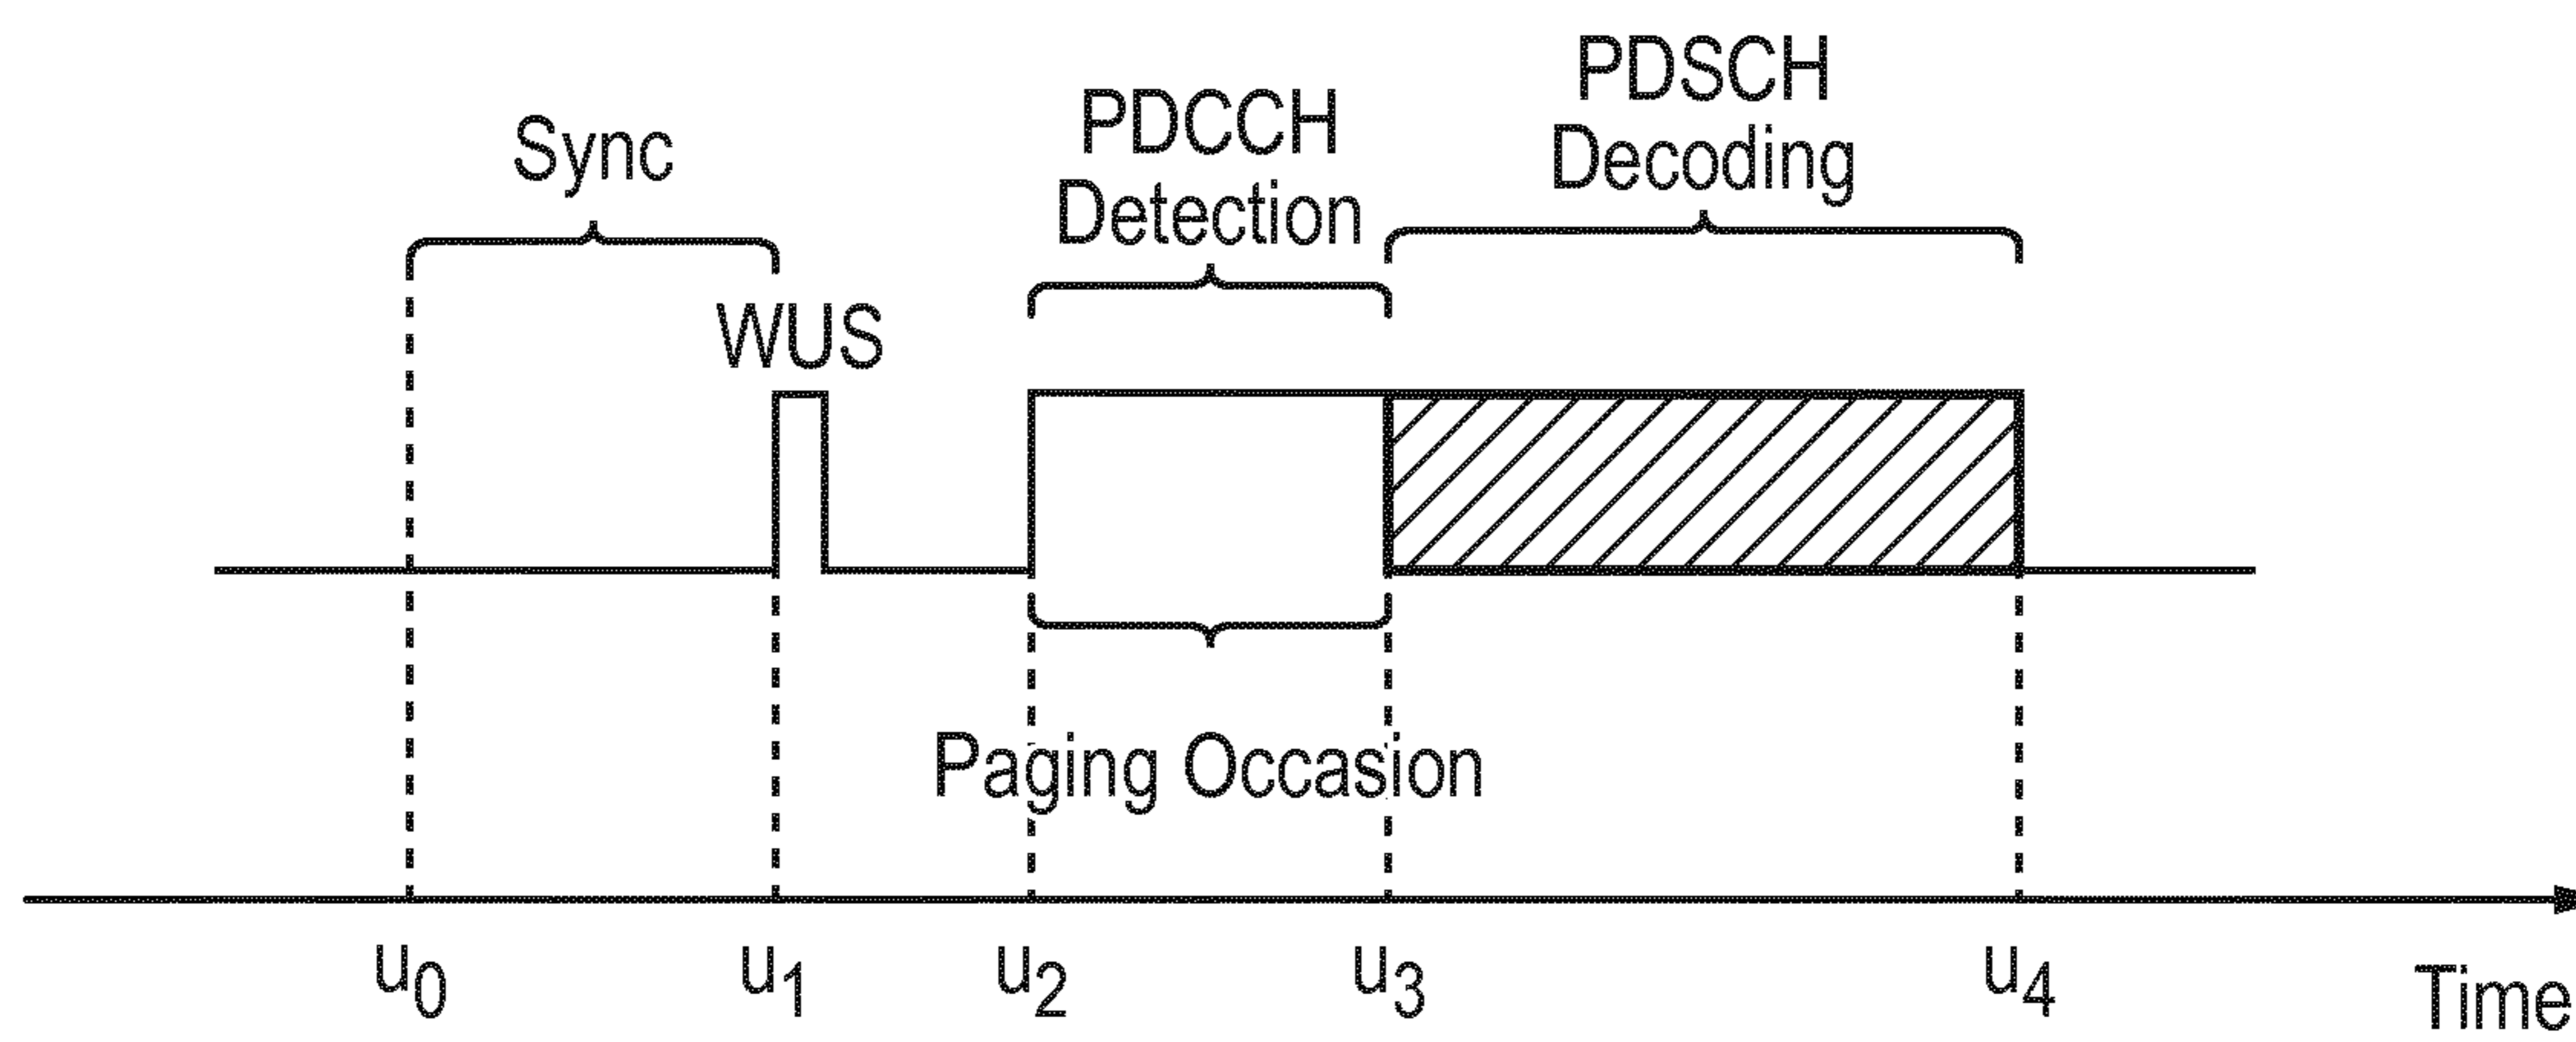 Sync
WUS
PDCCH
Detection
PDSCH
Decoding
Paging Occasion
u0 u1 u2 u3 u4 Time